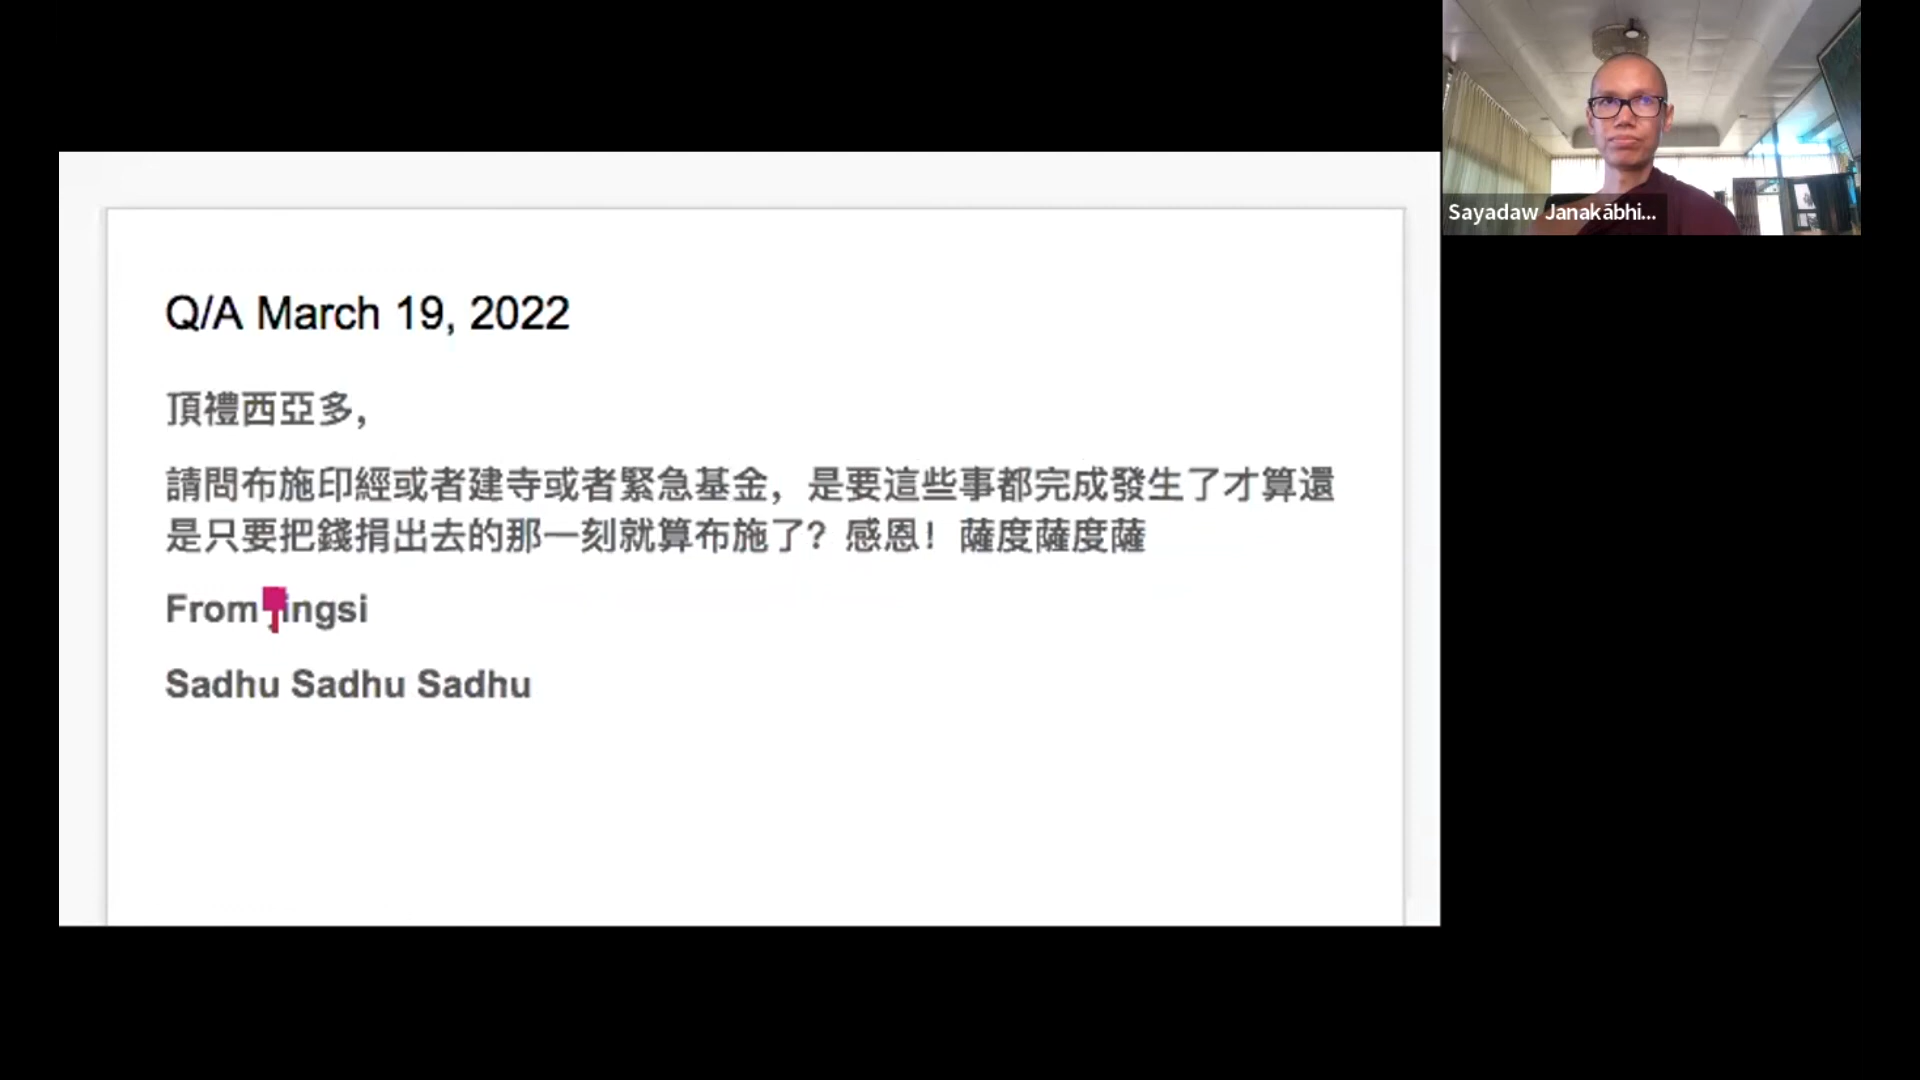 Sayadaw Janakābhi...
Q/A March 19, 2022
頂禮西亞多，
請問布施印經或者建寺或者緊急基金，是要這些事都完成發生了才算還
是只要把錢捐出去的那一刻就算布施了？感恩！薩度薩度薩
From
Sadhu Sadhu Sadhu